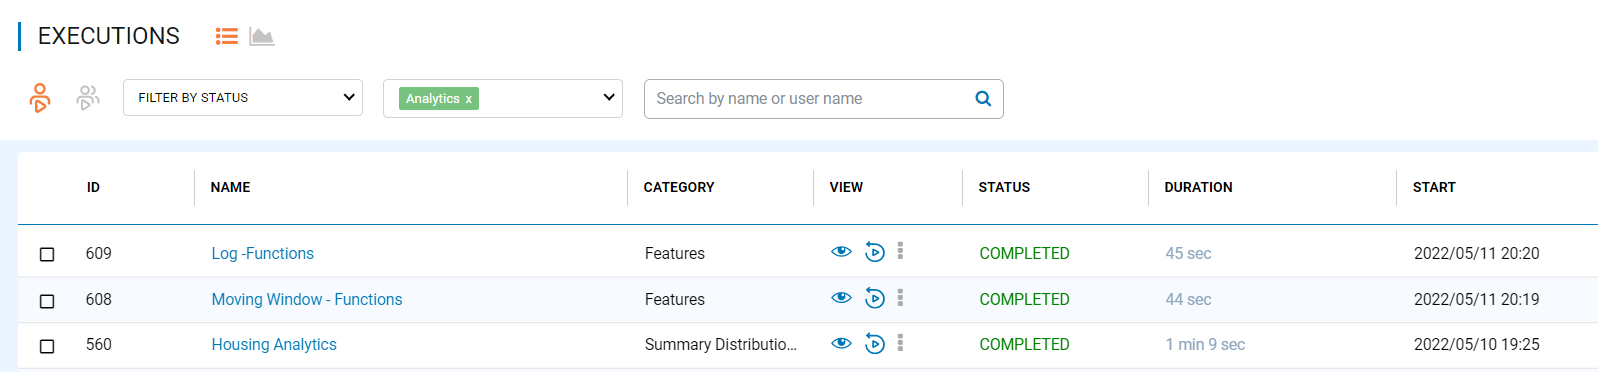 EXECUTIONS
FILTER BY STATUS Analytics x Search by name or user name
ID NAME CATEGORY VIEW STATUS DURATION START
609 Log -Functions Features COMPLETED 45 sec 2022/05/11 20:20
608 Moving Window - Functions Features COMPLETED 44 sec 2022/05/11 20:19
560 Housing Analytics Summary Distributio... COMPLETED 1 min 9 sec 2022/05/10 19:25